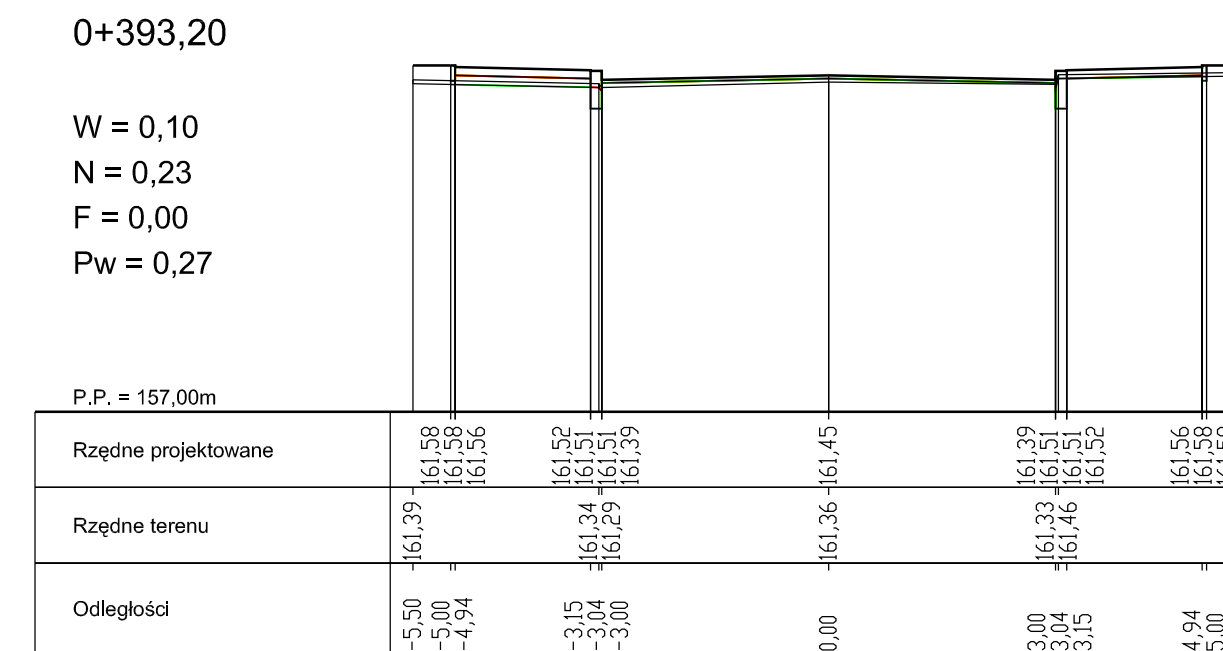 0+393,20
W = 0,10
N = 0,23
F = 0,00
Pw = 0,27
P.P. = 157,00m
Rzędne projektowane 161,58 161,58 161,56 161,52 161,51 161,51 161,39 161,45 161,39 161,51 161,51 161,52 161,56 161,58
Rzędne terenu 161,39 161,34 161,29 161,36 161,33 161,46
Odległości -5,50 -5,00 -4,94 -3,15 -3,04 -3,00 0,00 3,00 3,04 3,15 4,94 5,00